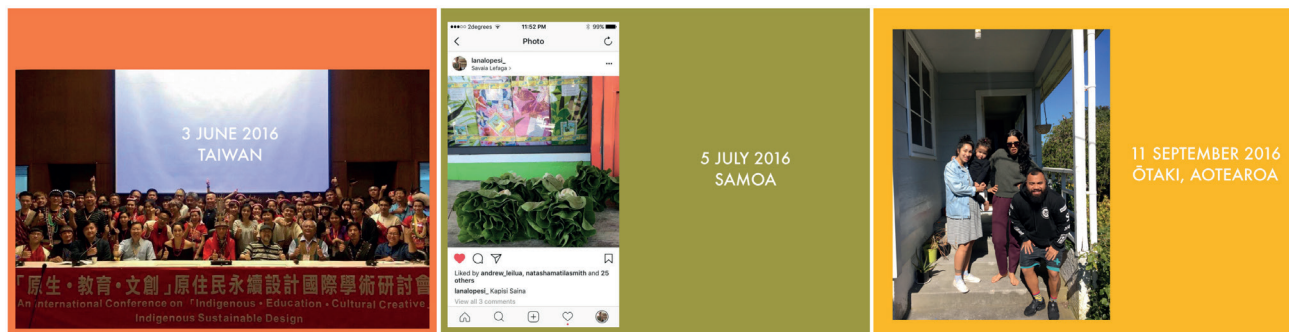 3 JUNE 2016
TAIWAN
「原生・教育・文創」原住民永續設計國際學術研討會
An International Conference on「Indigenous・Education・Cultural Creative」
Indigenous Sustainable Design
2degrees 11:52 PM 99%
Photo
lanalopesi_
Savaia Lefaga >
Liked by andrew_leilua, natashamatilasmith and 25
others
lanalopesi_ Kapisi Saina
View all 3 comments
5 JULY 2016
SAMOA
11 SEPTEMBER 2016
ŌTAKI, AOTEAROA